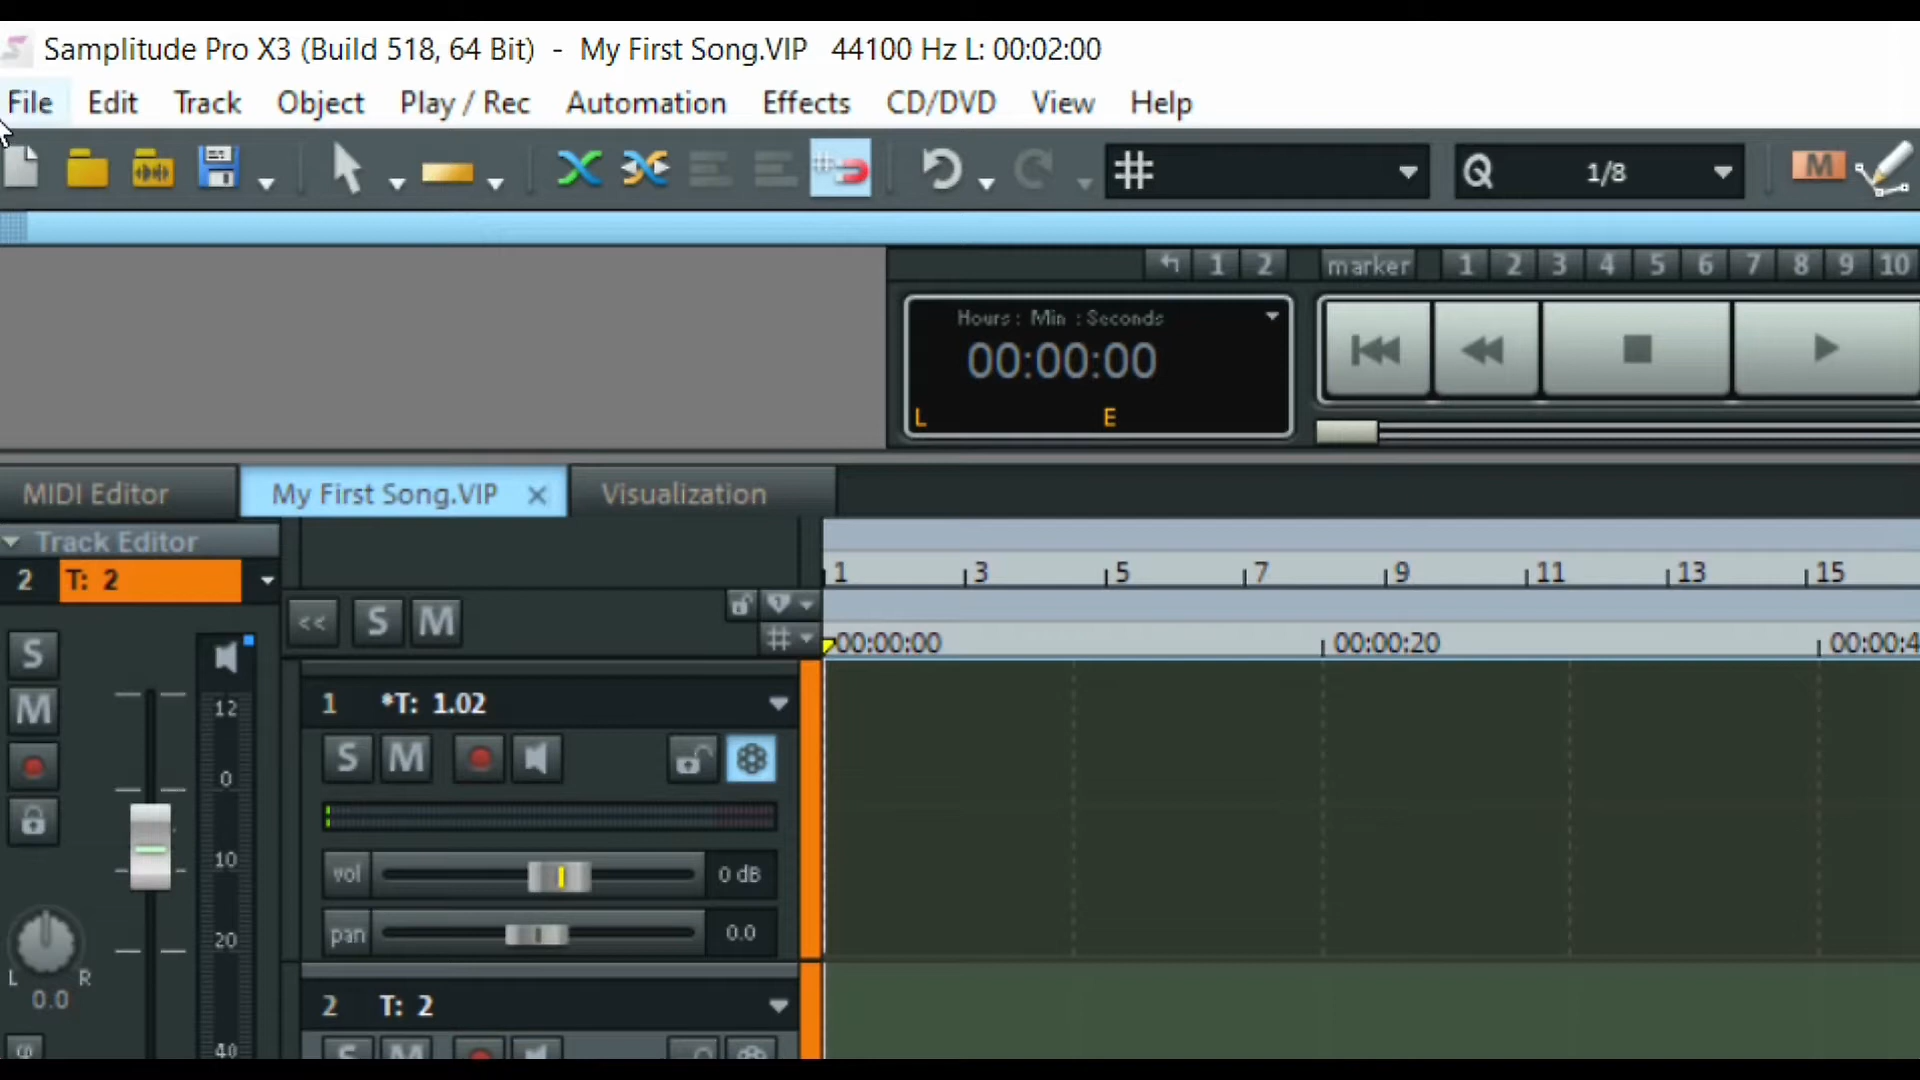 Samplitude Pro X3 (Build 518, 64 Bit) - My First Song.VIP 44100 Hz L: 00:02:00
File Edit Track Object Play / Rec Automation Effects CD/DVD View Help
Q 1/8 M
1 2 marker 1 2 3 4 5 6 7 8 9 10
Hours : Min : Seconds
00:00:00
L E
MIDI Editor My First Song.VIP × Visualization
Track Editor
2 T: 2
1 3 5 7 9 11 13 15
<< S M
00:00:00 00:00:20 00:00:4
S
M
1 *T: 1.02
S M
12
0
10
20
40
vol 0 dB
pan 0.0
L R
0.0
2 T: 2
S M